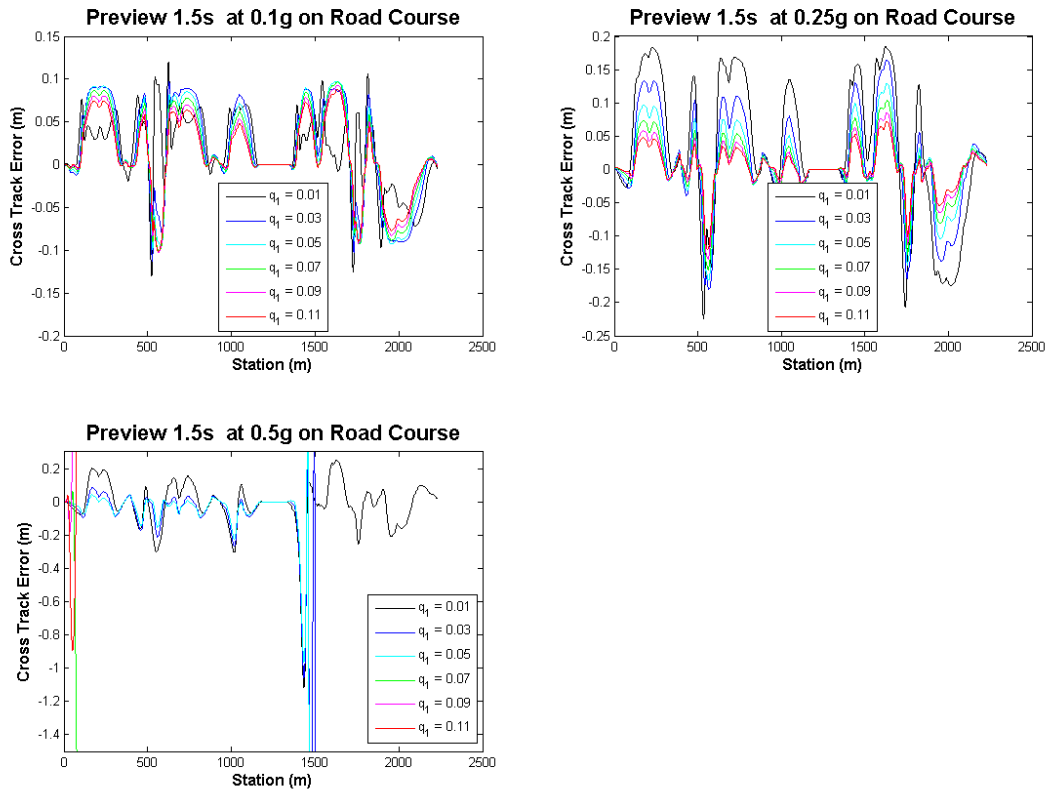 Preview 1.5s at 0.1g on Road Course
0.15
0.1
0.05
0
-0.05
-0.1
0.15
-0.2
Cross Track Error (m)
q1 = 0.01
q1 = 0.03
q1 = 0.05
q1 = 0.07
q1 = 0.09
q1 = 0.11
0 500 1000 1500 2000 2500
Station (m)
Preview 1.5s at 0.25g on Road Course
0.2
0.15
0.1
0.05
0
-0.05
-0.1
0.15
-0.2
-0.25
Cross Track Error (m)
q1 = 0.01
q1 = 0.03
q1 = 0.05
q1 = 0.07
q1 = 0.09
q1 = 0.11
0 500 1000 1500 2000 2500
Station (m)
Preview 1.5s at 0.5g on Road Course
0.2
0
-0.2
-0.4
-0.6
-0.8
-1
-1.2
-1.4
Cross Track Error (m)
q1 = 0.01
q1 = 0.03
q1 = 0.05
q1 = 0.07
q1 = 0.09
q1 = 0.11
0 500 1000 1500 2000 2500
Station (m)